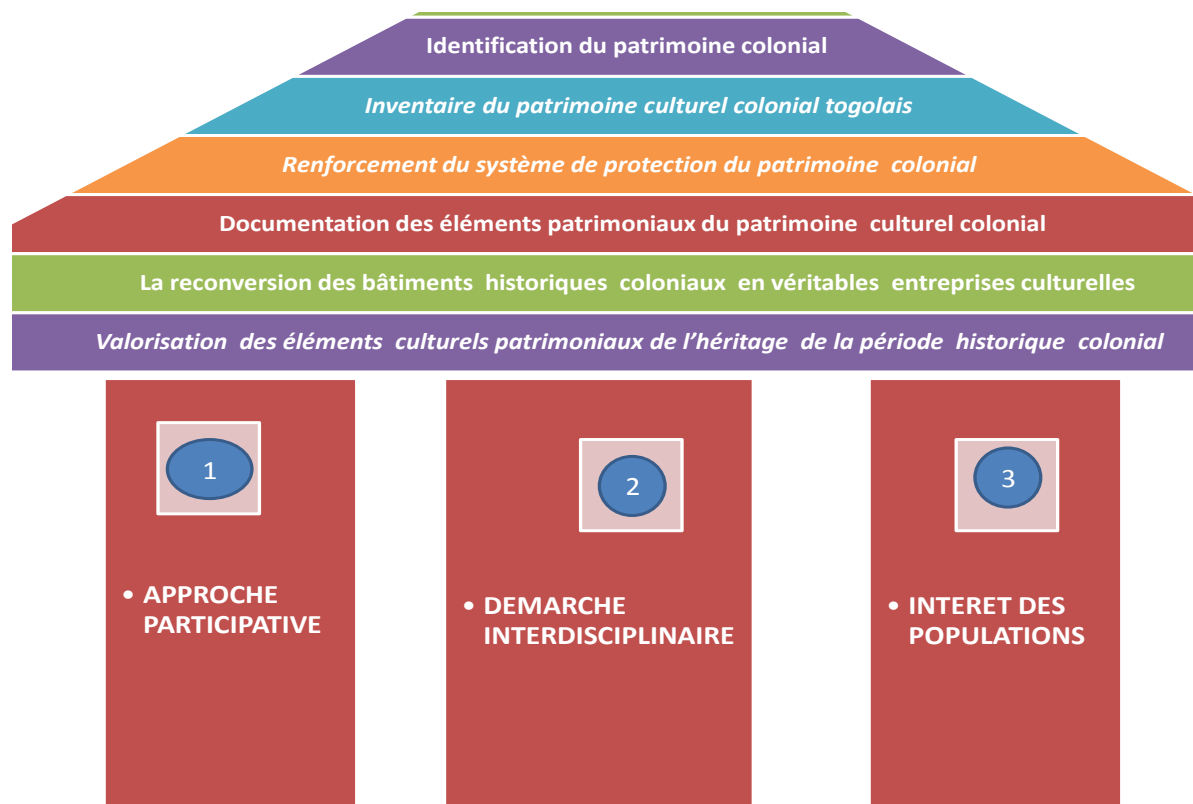 Identification du patrimoine colonial
Inventaire du patrimoine culturel colonial togolais
Renforcement du système de protection du patrimoine colonial
Documentation des éléments patrimoniaux du patrimoine culturel colonial
La reconversion des bâtiments historiques coloniaux en véritables entreprises culturelles
Valorisation des éléments culturels patrimoniaux de l’héritage de la période historique colonial
1
• APPROCHE
PARTICIPATIVE
2
• DEMARCHE
INTERDISCIPLINAIRE
3
• INTERET DES
POPULATIONS